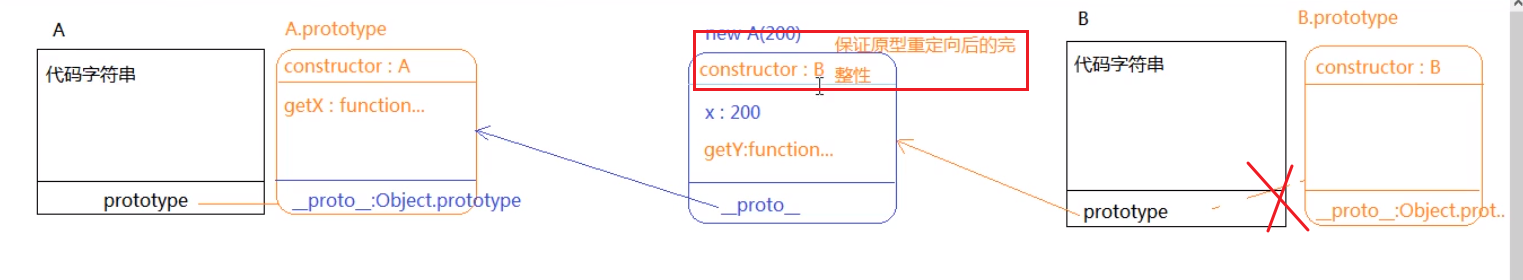 A
A.prototype
代码字符串
constructor : A
getX : function...
prototype
__proto__:Object.prototype
new A(200)
保证原型重定向后的完
整性
constructor : B
x : 200
getY:function...
__proto__
B
B.prototype
代码字符串
constructor : B
prototype
__proto__:Object.prot..